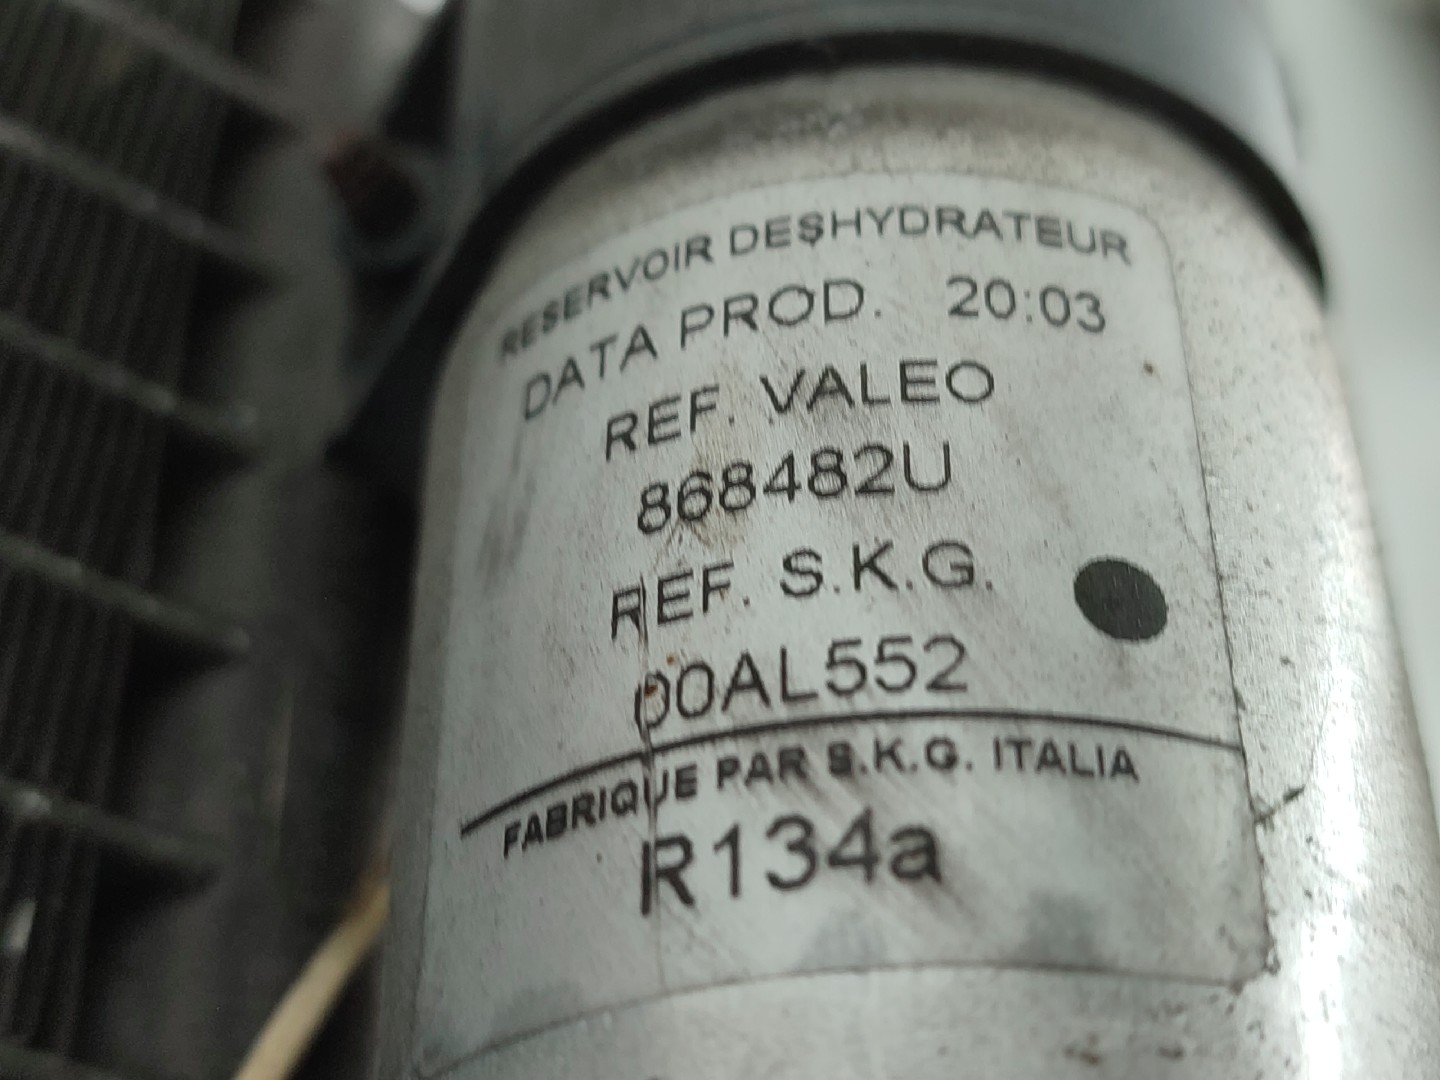 RESERVOIR DESHYDRATEUR
DATA PROD. 20:03
REF. VALEO
868482U
REF. S.K.G.
00AL552
FABRIQUE PAR S.K.G. ITALIA
R134a